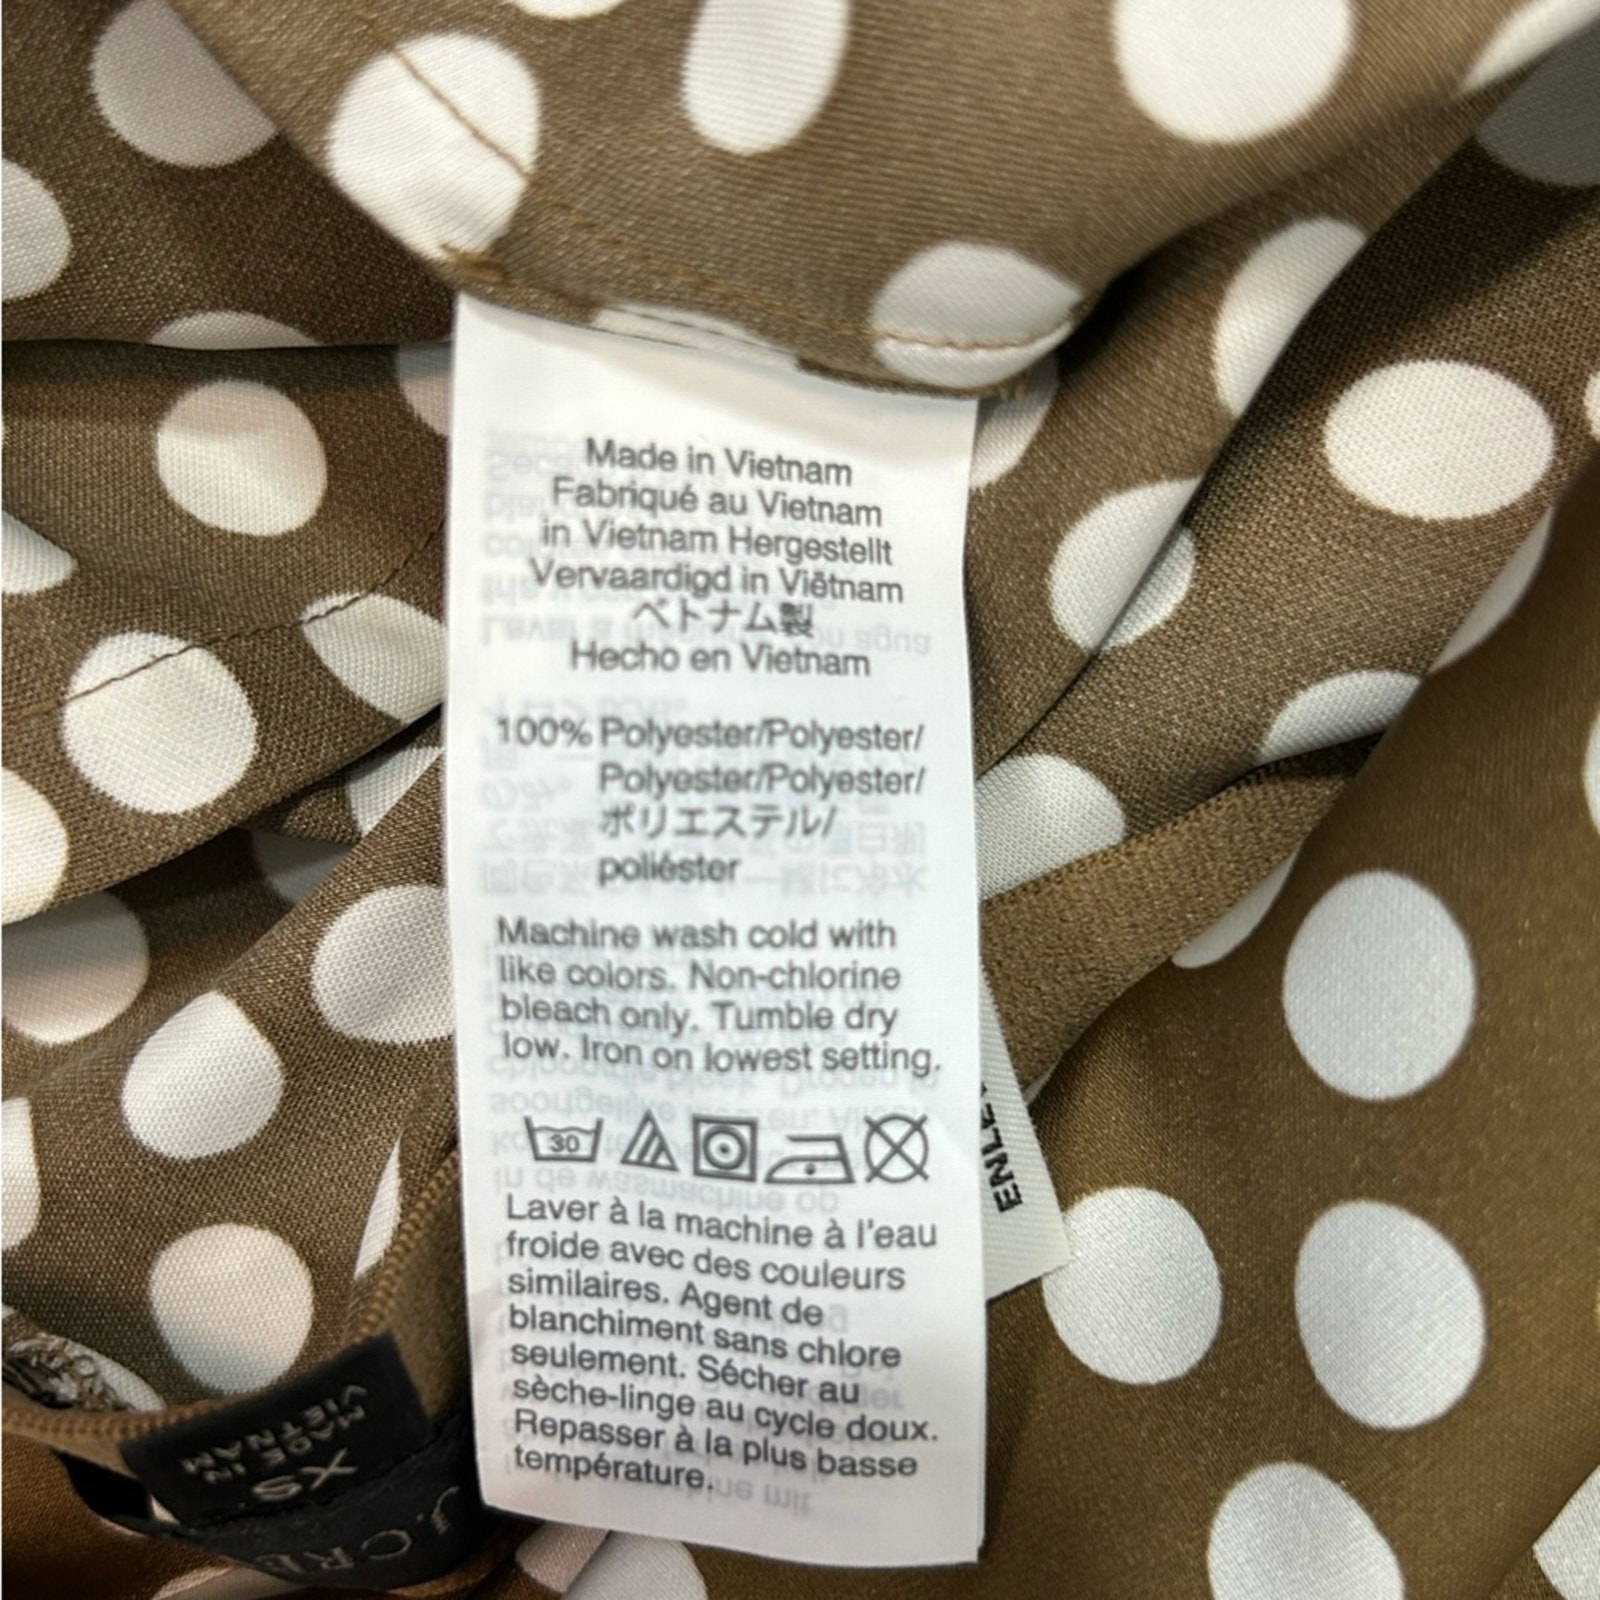 Made in Vietnam
Fabriqué au Vietnam
in Vietnam Hergestellt
Vervaardigd in Viëtnam
ベトナム製
Hecho en Vietnam
100% Polyester/Polyester/
Polyester/Polyester/
ポリエステル/
poliéster
Machine wash cold with
like colors. Non-chlorine
bleach only. Tumble dry
low. Iron on lowest setting.
30
Laver à la machine à l'eau
froide avec des couleurs
similaires. Agent de
blanchiment sans chlore
seulement. Sécher au
sèche-linge au cycle doux.
Repasser à la plus basse
température.
ENLE
J.CRE
XS
MADE IN
VIETNAM